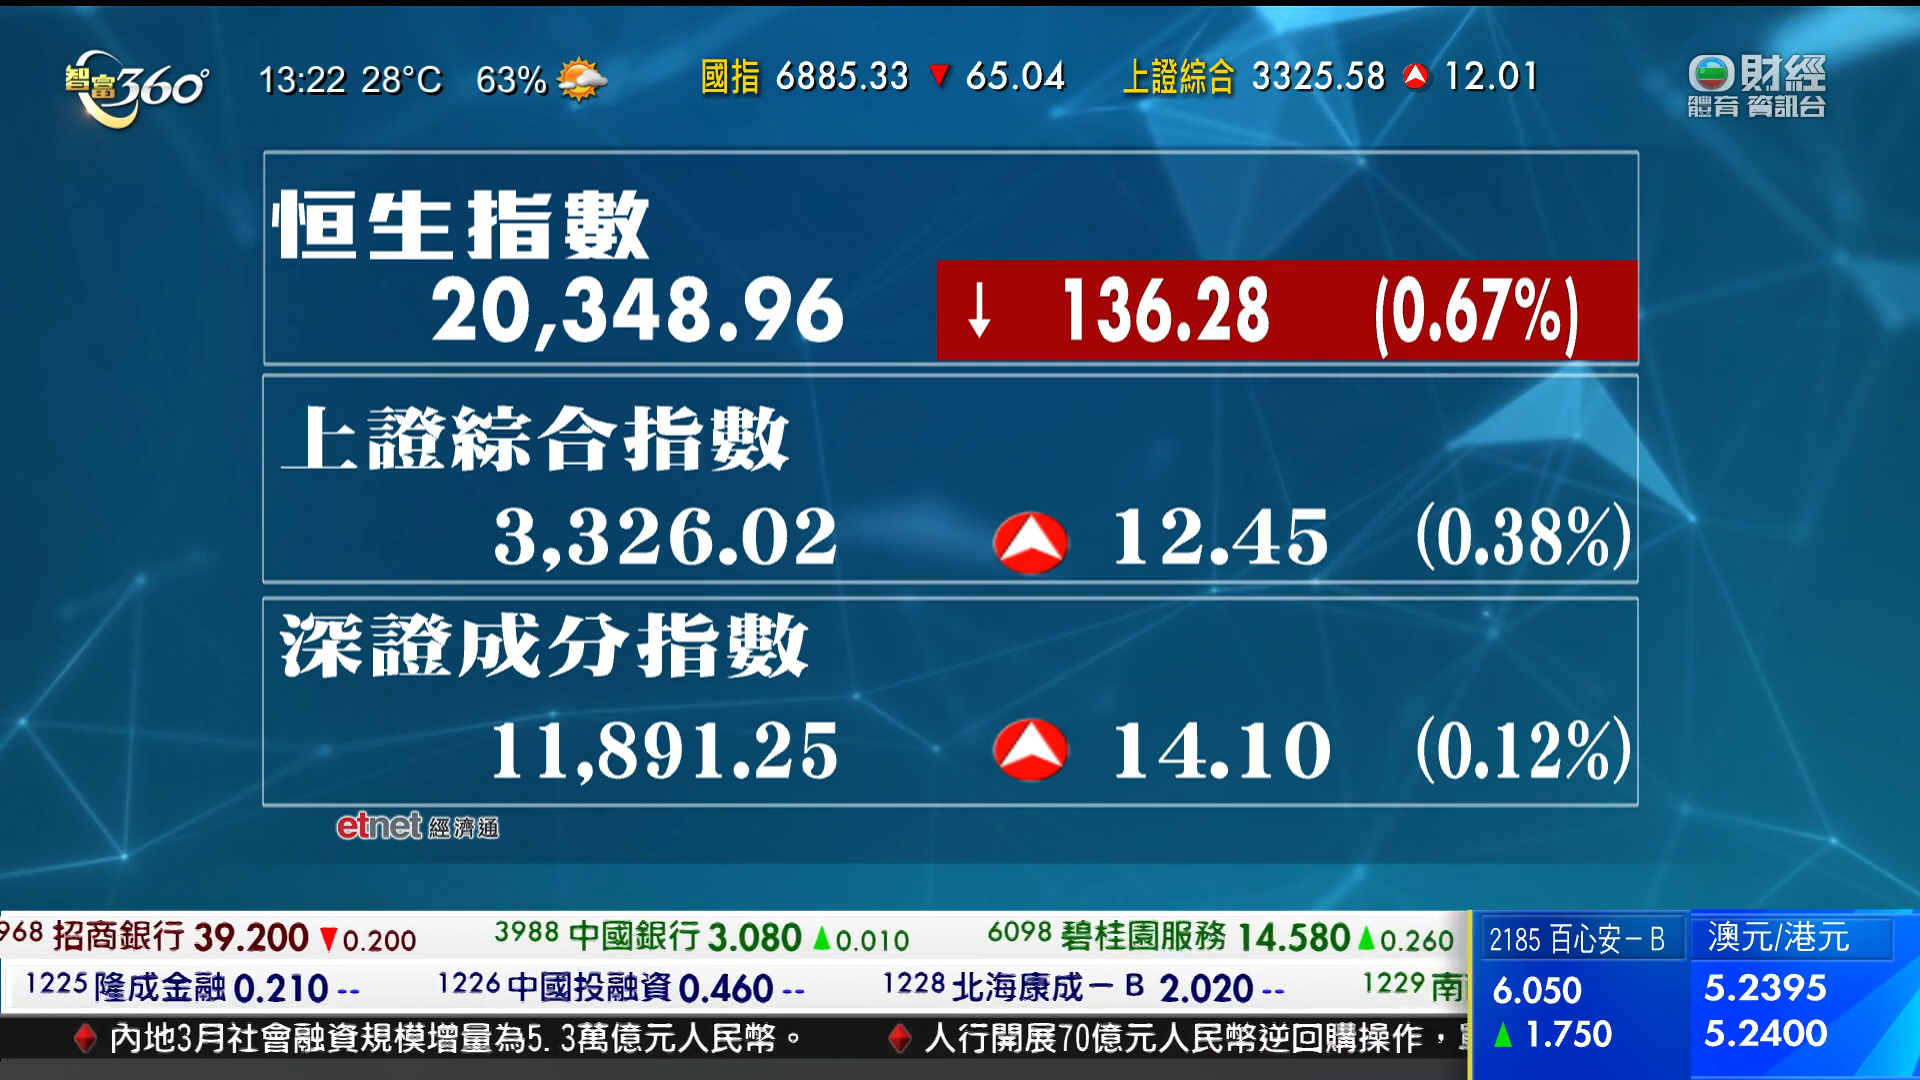 智富360°
13:22 28°C 63%
國指 6885.33 ▼ 65.04 上證綜合 3325.58 12.01
財經
體育 資訊台
恒生指數
20,348.96 ↓ 136.28 (0.67%)
上證綜合指數
3,326.02 12.45 (0.38%)
深證成分指數
11,891.25 14.10 (0.12%)
etnet 經濟通
968 招商銀行 39.200 ▼0.200 3988 中國銀行 3.080 ▲0.010 6098 碧桂園服務 14.580 ▲0.260
1225 隆成金融 0.210 -- 1226 中國投融資 0.460 -- 1228 北海康成－B 2.020 -- 1229 南
◆內地3月社會融資規模增量為5.3萬億元人民幣。 ◆人行開展70億元人民幣逆回購操作，
2185 百心安－B
6.050
▲ 1.750
澳元/港元
5.2395
5.2400